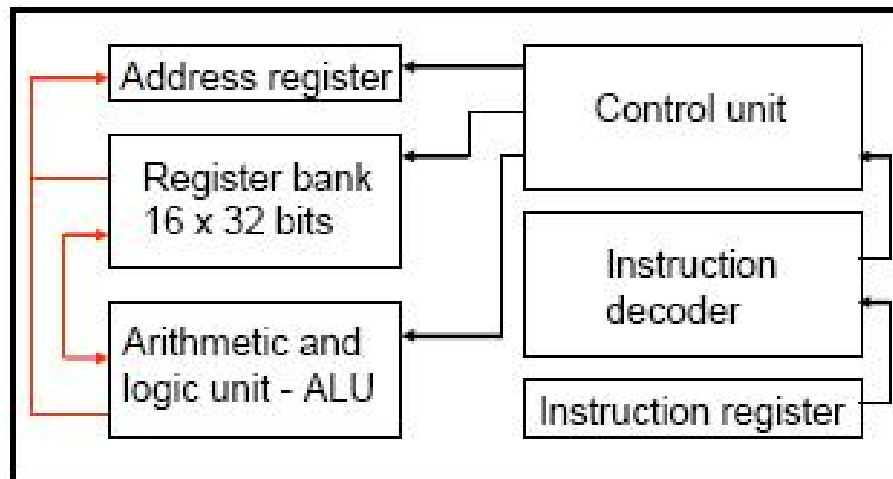 Address register
Control unit
Register bank
16 x 32 bits
Instruction
decoder
Arithmetic and
logic unit - ALU
Instruction register